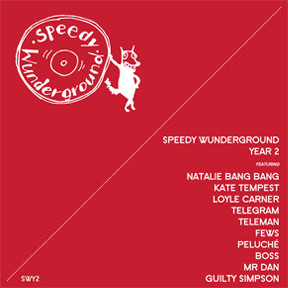 Speedy
Wunderground
SPEEDY WUNDERGROUND
YEAR 2
FEATURING
NATALIE BANG BANG
KATE TEMPEST
LOYLE CARNER
TELEGRAM
TELEMAN
FEWS
PELUCHÉ
BOSS
MR DAN
GUILTY SIMPSON
SWY2